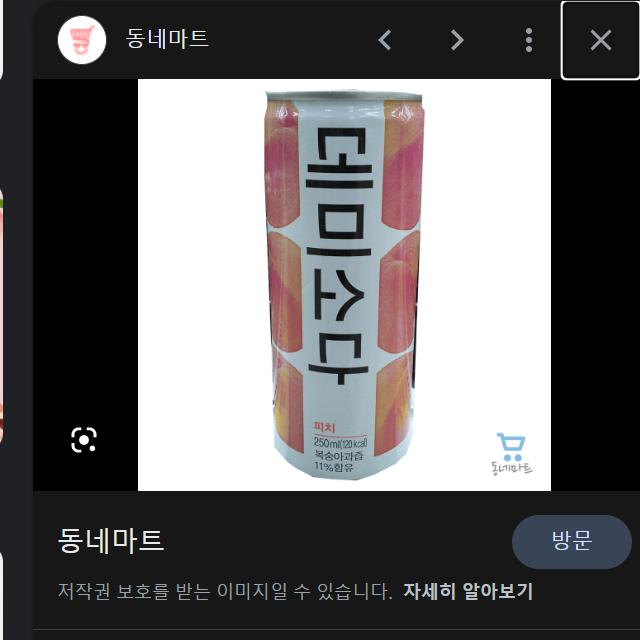 동네마트
데미소다
피치
250ml(120kcal)
복숭아과즙
11%함유
동네마트
동네마트
방문
저작권 보호를 받는 이미지일 수 있습니다. 자세히 알아보기